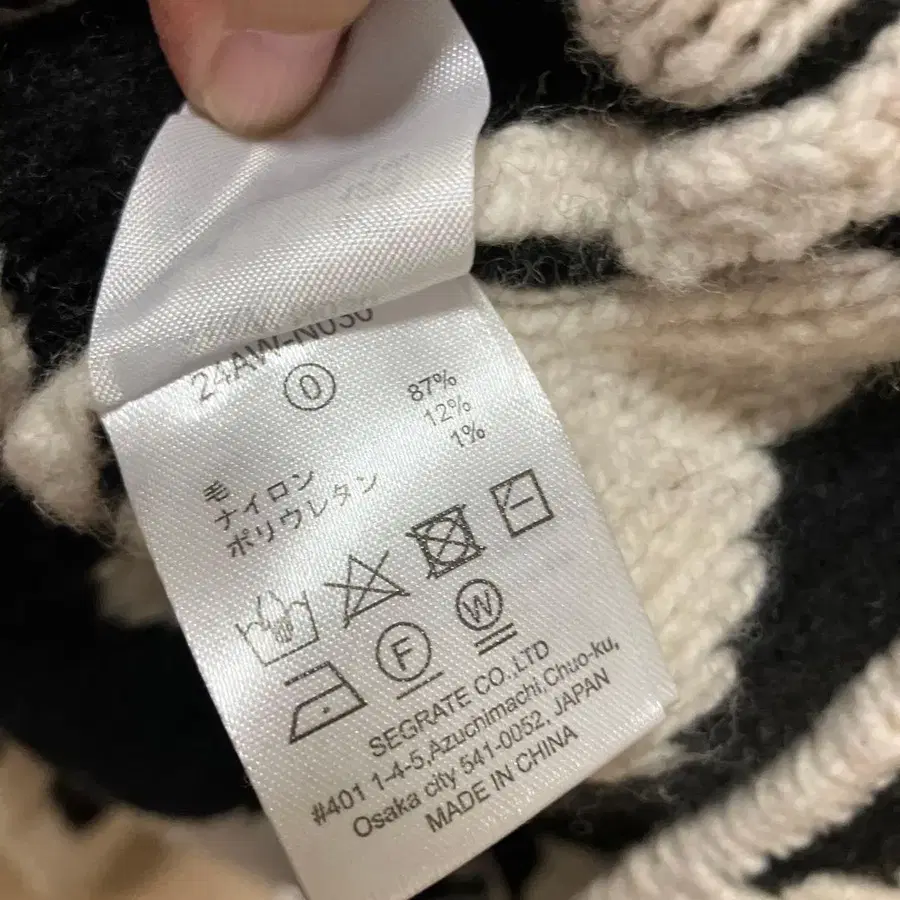 24AW-N030
0
毛 87%
ナイロン 12%
ポリウレタン 1%
F W
SEGRATE CO.,LTD
#401 1-4-5,Azuchimachi,Chuo-ku,
Osaka city 541-0052, JAPAN
MADE IN CHINA